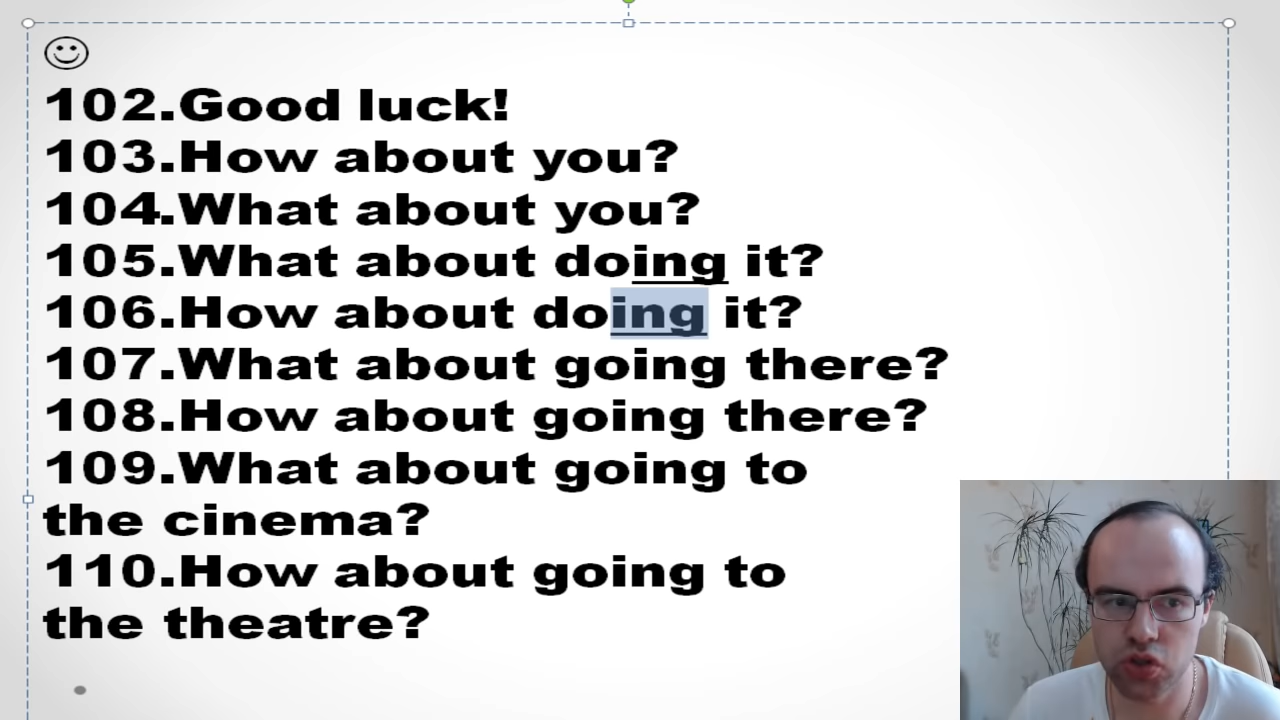 102.Good luck!
103.How about you?
104.What about you?
105.What about doing it?
106.How about doing it?
107.What about going there?
108.How about going there?
109.What about going to
the cinema?
110.How about going to
the theatre?